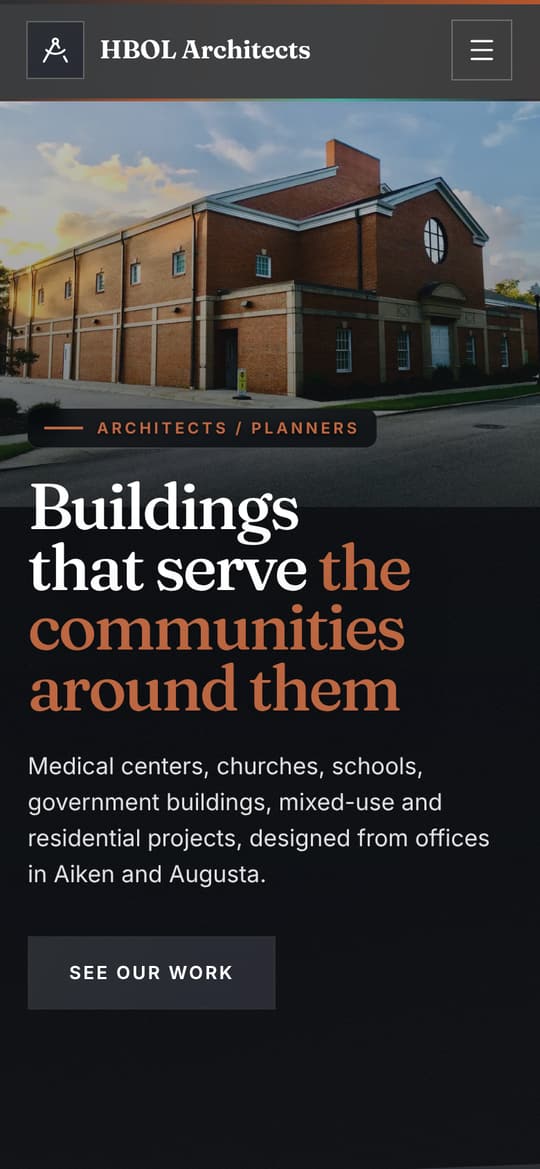 HBOL Architects
ARCHITECTS / PLANNERS
Buildings
that serve the
communities
around them
Medical centers, churches, schools,
government buildings, mixed-use and
residential projects, designed from offices
in Aiken and Augusta.
SEE OUR WORK